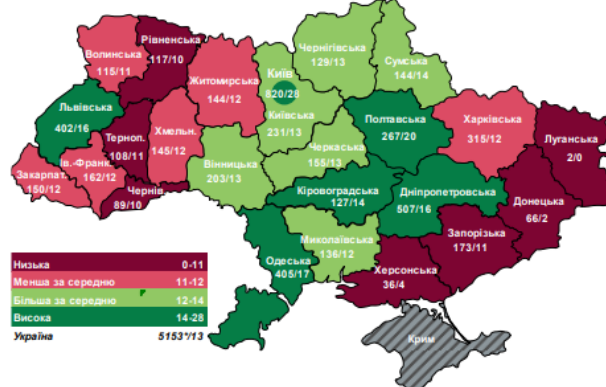 Волинська
115/11
Рівненська
117/10
Житомирська
144/12
Київ
820/28
Київська
231/13
Чернігівська
129/13
Сумська
144/14
Львівська
402/16
Терноп.
108/11
Хмельн.
145/12
Вінницька
203/13
Черкаська
155/13
Полтавська
267/20
Харківська
315/12
Луганська
2/0
Закарпат.
150/12
Ів.-Франк.
162/12
Чернів.
89/10
Кіровоградська
127/14
Дніпропетровська
507/16
Донецька
66/2
Запорізька
173/11
Миколаївська
136/12
Одеська
405/17
Херсонська
36/4
Крим
Низька 0-11
Менша за середню 11-12
Більша за середню 12-14
Висока 14-28
Україна 5153*/13